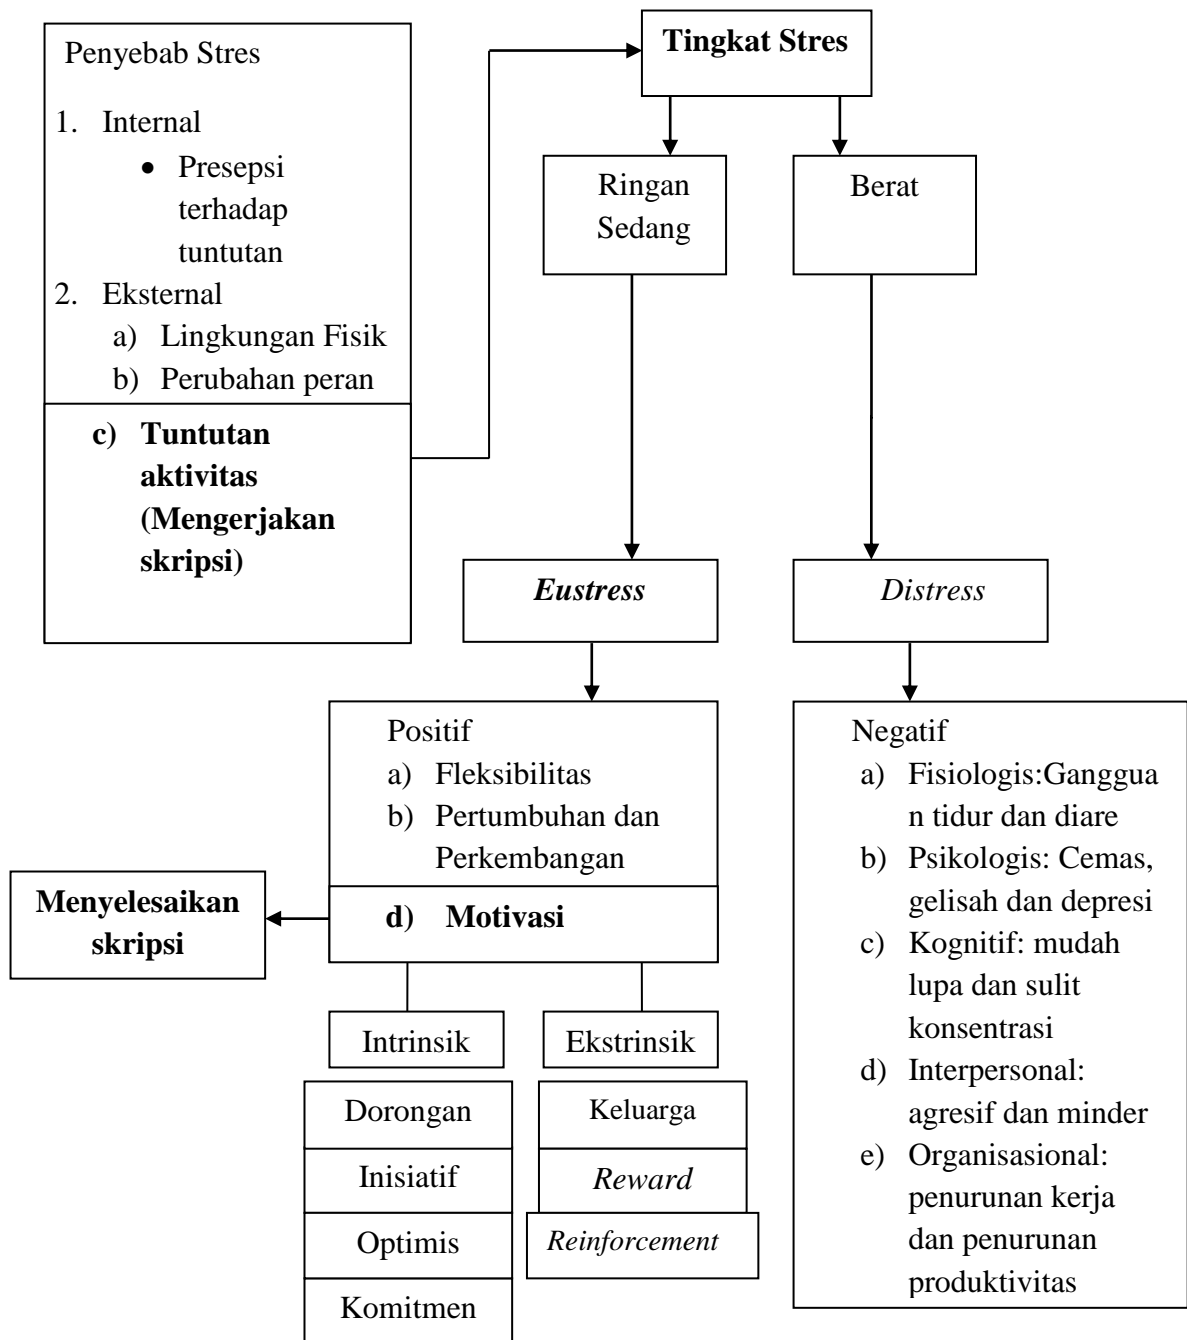 Penyebab Stres
1. Internal
• Presepsi
terhadap
tuntutan
2. Eksternal
a) Lingkungan Fisik
b) Perubahan peran
c) Tuntutan
aktivitas
(Mengerjakan
skripsi)
Tingkat Stres
Ringan
Sedang
Berat
Eustress
Distress
Positif
a) Fleksibilitas
b) Pertumbuhan dan
Perkembangan
d) Motivasi
Menyelesaikan
skripsi
Intrinsik
Dorongan
Inisiatif
Optimis
Komitmen
Ekstrinsik
Keluarga
Reward
Reinforcement
Negatif
a) Fisiologis:Ganggua
n tidur dan diare
b) Psikologis: Cemas,
gelisah dan depresi
c) Kognitif: mudah
lupa dan sulit
konsentrasi
d) Interpersonal:
agresif dan minder
e) Organisasional:
penurunan kerja
dan penurunan
produktivitas